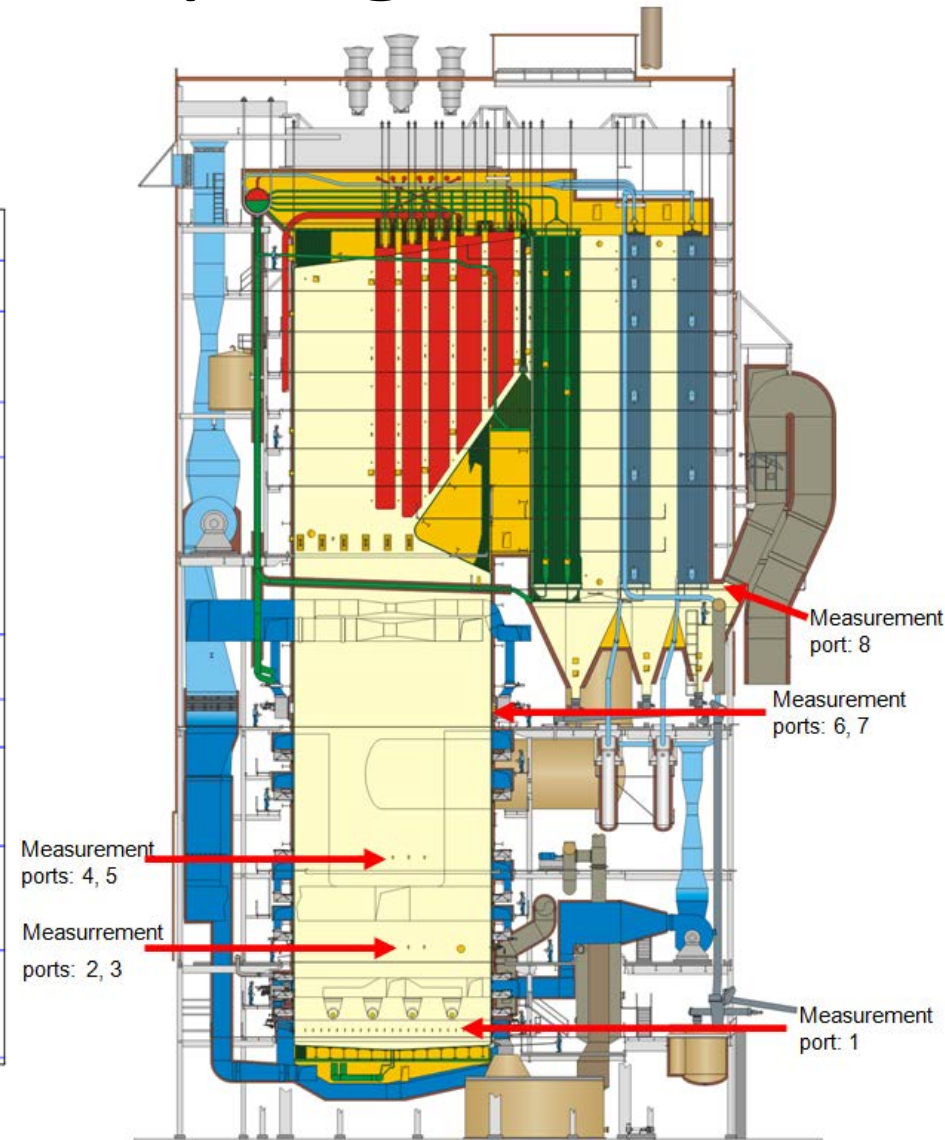 Measurement
port: 8
Measurement
ports: 6, 7
Measurement
ports: 4, 5
Measurrement
ports: 2, 3
Measurement
port: 1